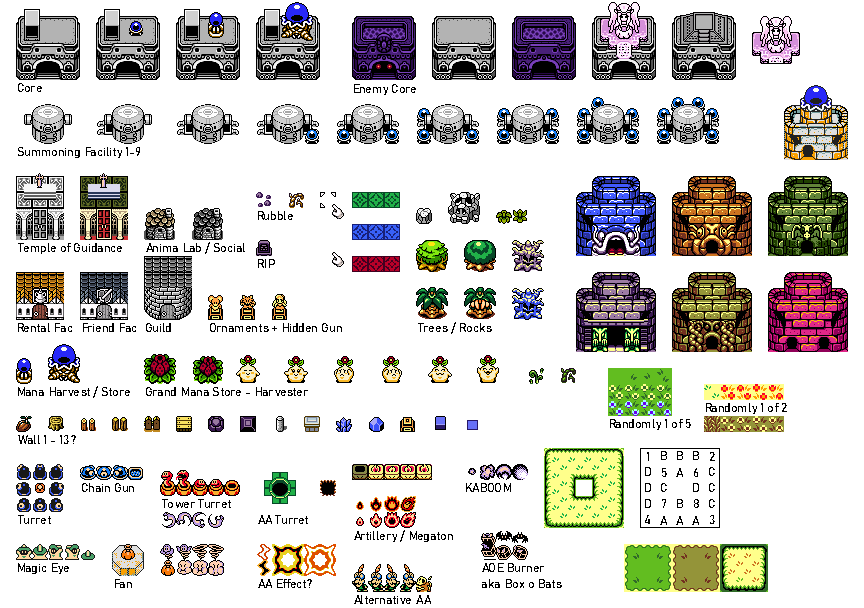 Core
Enemy Core
Summoning Facility 1-9
Temple of Guidance
Anima Lab / Social
Rubble
RIP
Rental Fac
Friend Fac
Guild
Ornaments + Hidden Gun
Trees / Rocks
Mana Harvest / Store
Grand Mana Store - Harvester
Randomly 1 of 5
Randomly 1 of 2
Wall 1 - 13?
Turret
Chain Gun
Tower Turret
AA Turret
Artillery / Megaton
KABOOM
1 B B B 2
D 5 A 6 C
D C D C
D 7 B 8 C
4 A A A 3
Magic Eye
Fan
AA Effect?
Alternative AA
AOE Burner
aka Box o Bats